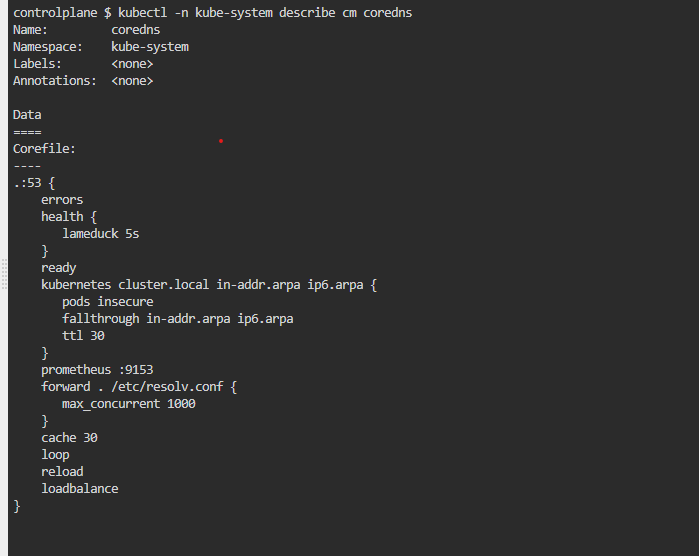 controlplane $ kubectl -n kube-system describe cm coredns
Name:         coredns
Namespace:    kube-system
Labels:       <none>
Annotations:  <none>

Data
====
Corefile:
----
.:53 {
    errors
    health {
       lameduck 5s
    }
    ready
    kubernetes cluster.local in-addr.arpa ip6.arpa {
       pods insecure
       fallthrough in-addr.arpa ip6.arpa
       ttl 30
    }
    prometheus :9153
    forward . /etc/resolv.conf {
       max_concurrent 1000
    }
    cache 30
    loop
    reload
    loadbalance
}